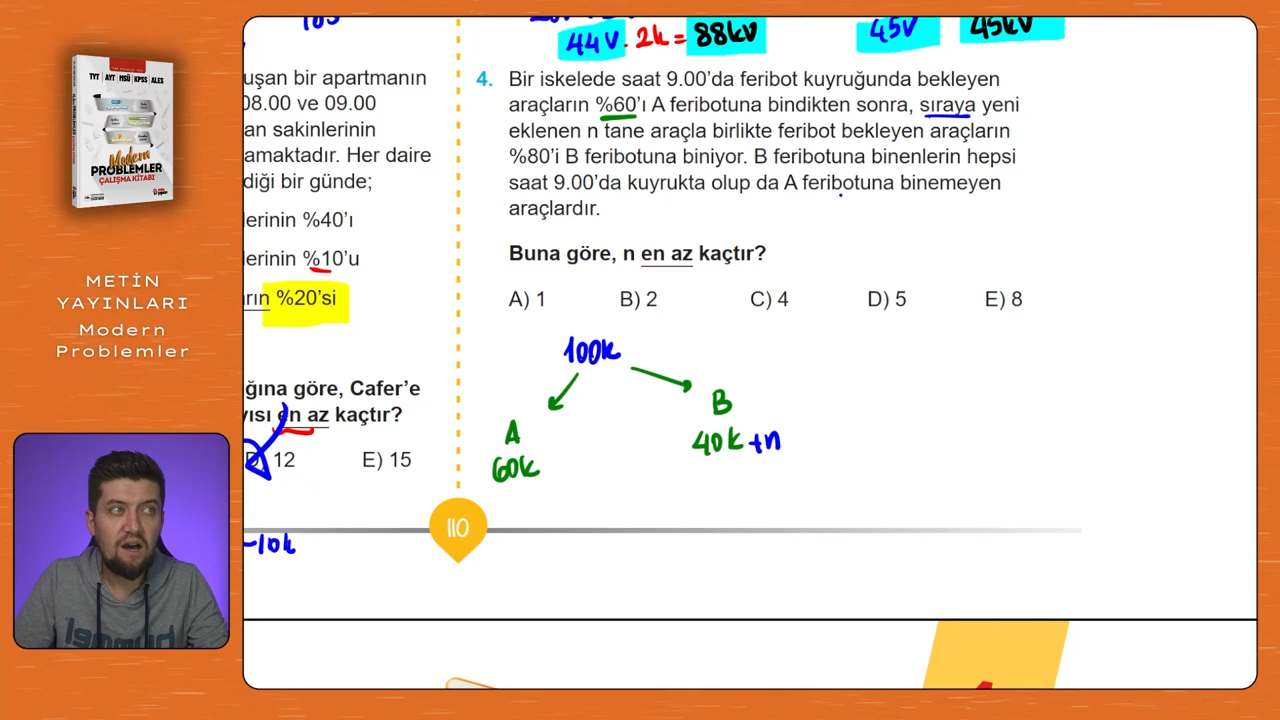 TYT AYT MSÜ KPSS ALES
Modern
PROBLEMLER
ÇALIŞMA KİTABI
METİN
YAYINLARI
Modern
Problemler
44V . 2k = 88kV
45V
45kV
uşan bir apartmanın
08.00 ve 09.00
an sakinlerinin
amaktadır. Her daire
diği bir günde;
lerinin %40'ı
lerinin %10'u
arın %20'si
ığına göre, Cafer'e
yısı en az kaçtır?
D) 12 E) 15
-10k
110
4. Bir iskelede saat 9.00'da feribot kuyruğunda bekleyen
araçların %60'ı A feribotuna bindikten sonra, sıraya yeni
eklenen n tane araçla birlikte feribot bekleyen araçların
%80'i B feribotuna biniyor. B feribotuna binenlerin hepsi
saat 9.00'da kuyrukta olup da A feribotuna binemeyen
araçlardır.
Buna göre, n en az kaçtır?
A) 1 B) 2 C) 4 D) 5 E) 8
100k
A
60k
B
40k +n